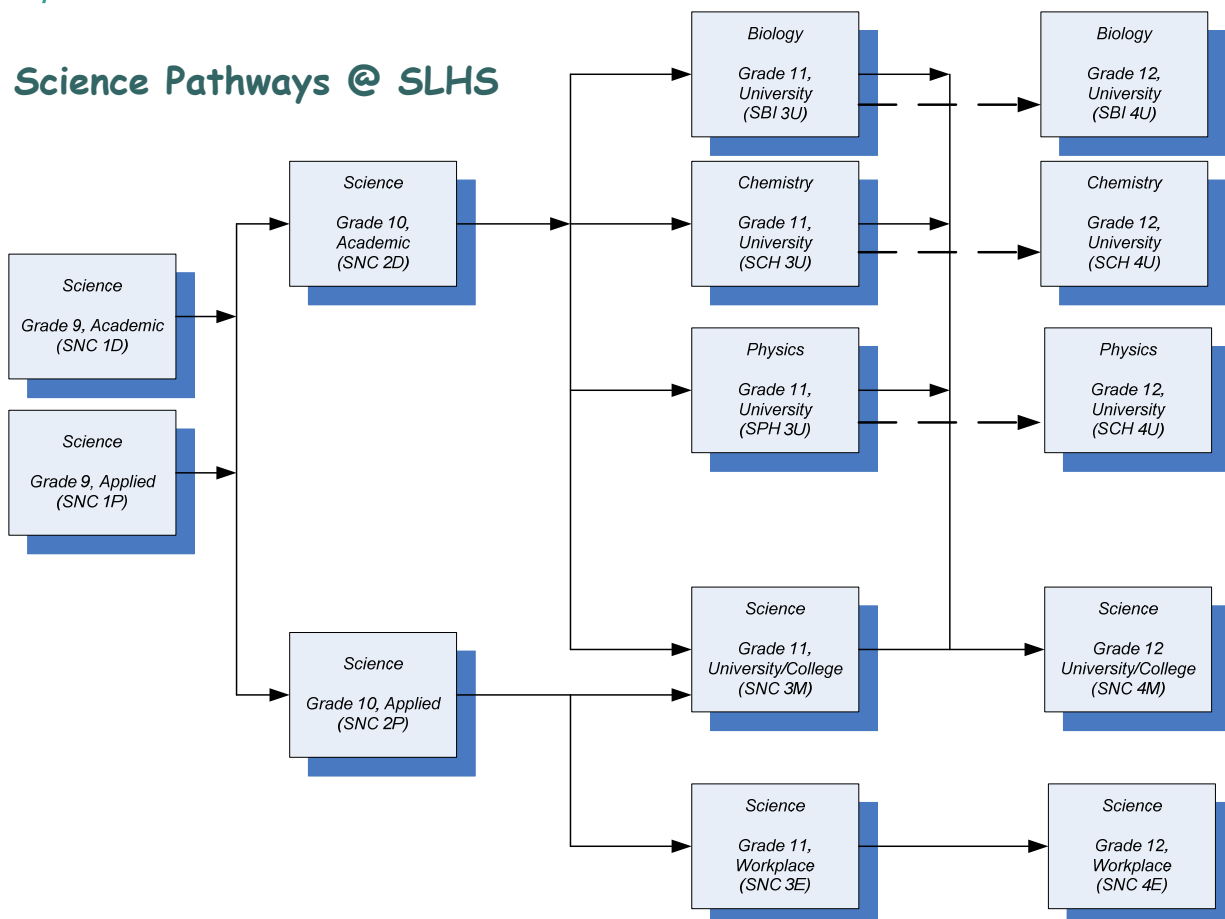 Science Pathways @ SLHS
Science
Grade 9, Academic
(SNC 1D)
Science
Grade 9, Applied
(SNC 1P)
Science
Grade 10,
Academic
(SNC 2D)
Science
Grade 10, Applied
(SNC 2P)
Biology
Grade 11,
University
(SBI 3U)
Chemistry
Grade 11,
University
(SCH 3U)
Physics
Grade 11,
University
(SPH 3U)
Science
Grade 11,
University/College
(SNC 3M)
Science
Grade 11,
Workplace
(SNC 3E)
Biology
Grade 12,
University
(SBI 4U)
Chemistry
Grade 12,
University
(SCH 4U)
Physics
Grade 12,
University
(SCH 4U)
Science
Grade 12
University/College
(SNC 4M)
Science
Grade 12,
Workplace
(SNC 4E)